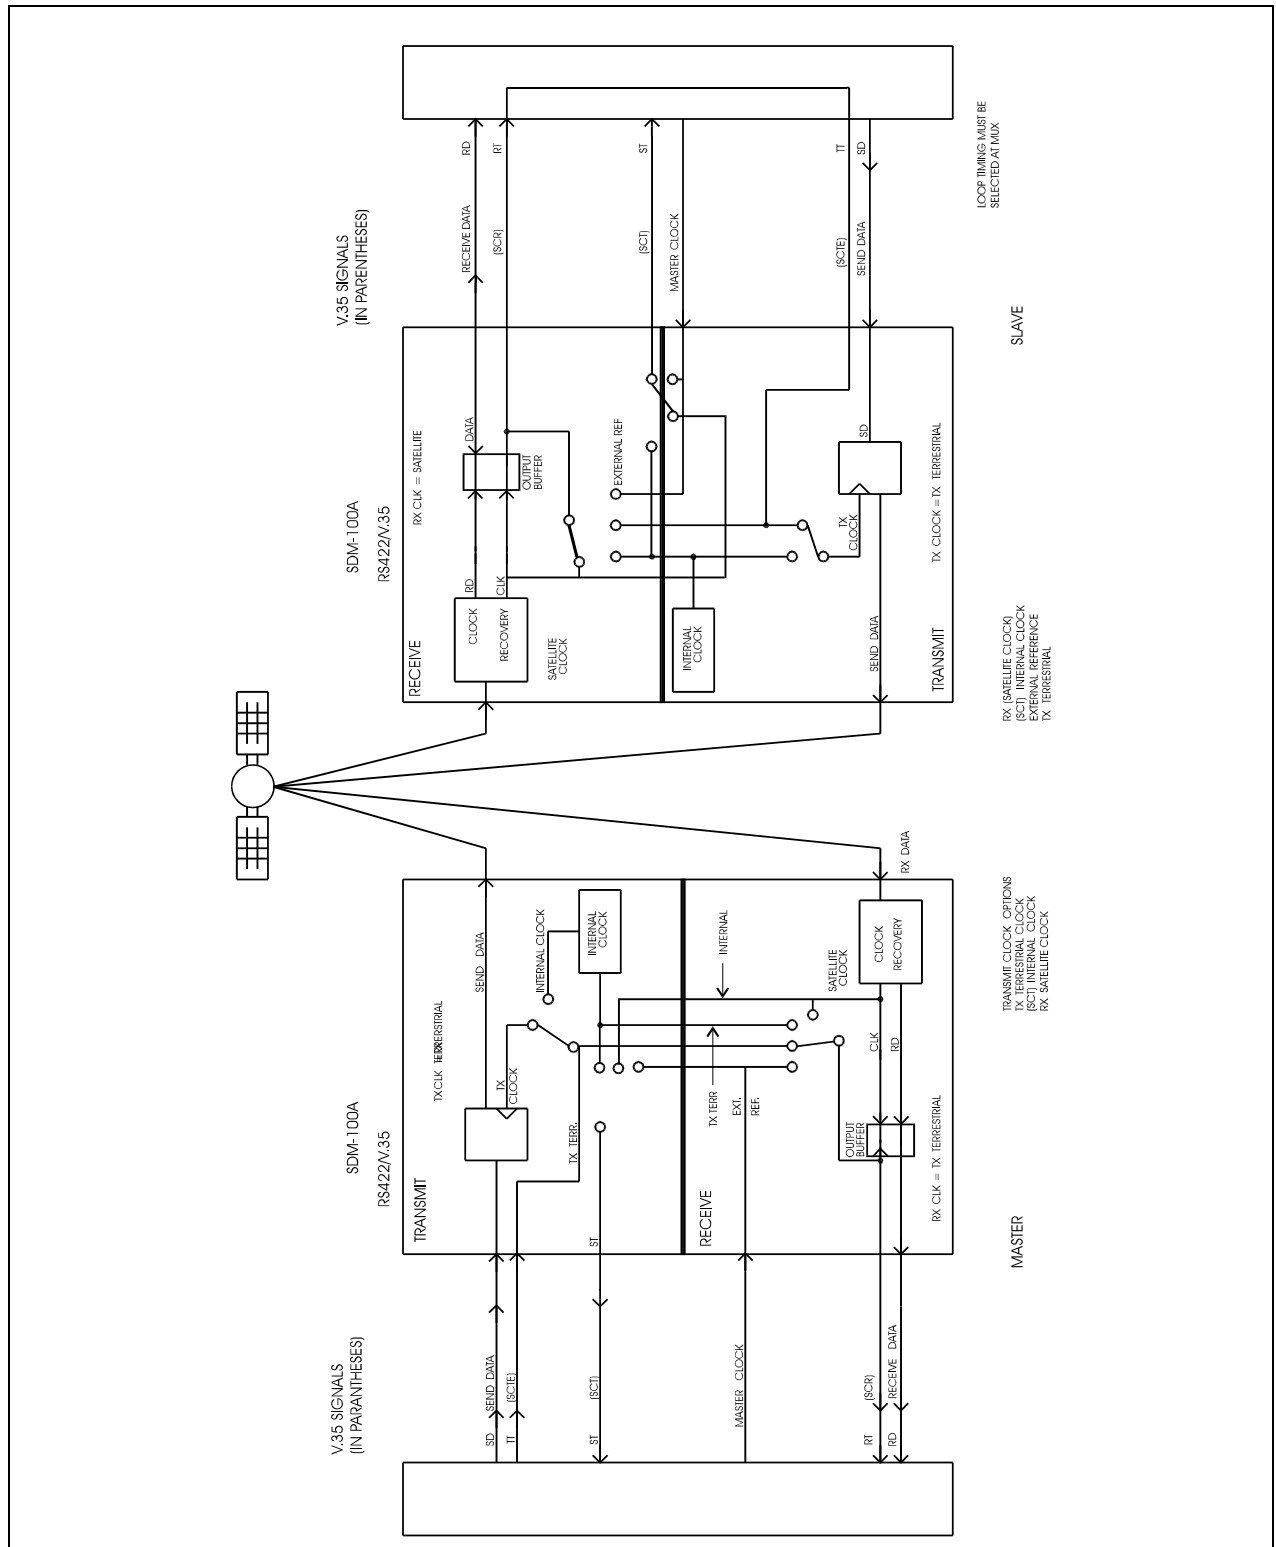 V.35 SIGNALS
(IN PARANTHESES)
SD
SEND DATA
TT
(SCTE)
ST
(SCT)
MASTER CLOCK
RT
(SCR)
RD
RECEIVE DATA
SDM-100A
RS422/V.35
TRANSMIT
TX CLK
SEND DATA
TX
CLOCK
TX TERR.
ST
INTERNAL CLOCK
INTERNAL
CLOCK
RECEIVE
TX TERR
EXT.
REF.
INTERNAL
SATELLITE
CLOCK
CLOCK
RECOVERY
CLK
RD
OUTPUT
BUFFER
RX CLK = TX TERRESTRIAL
RX DATA
MASTER
TRANSMIT CLOCK OPTIONS
TX TERRESTRIAL CLOCK
(SCT) INTERNAL CLOCK
RX SATELLITE CLOCK
SDM-100A
RS422/V.35
RECEIVE
RX CLK = SATELLITE
CLOCK
RECOVERY
RD
CLK
DATA
OUTPUT
BUFFER
SATELLITE
CLOCK
EXTERNAL REF
INTERNAL
CLOCK
TRANSMIT
SEND DATA
TX
CLOCK
SD
TX CLOCK = TX TERRESTRIAL
RX (SATELLITE CLOCK)
(SCT) INTERNAL CLOCK
EXTERNAL REFERENCE
TX TERRESTRIAL
SLAVE
V.35 SIGNALS
(IN PARENTHESES)
RECEIVE DATA
RD
(SCR)
RT
(SCT)
ST
MASTER CLOCK
(SCTE)
TT
SEND DATA
SD
LOOP TIMING MUST BE
SELECTED AT MUX